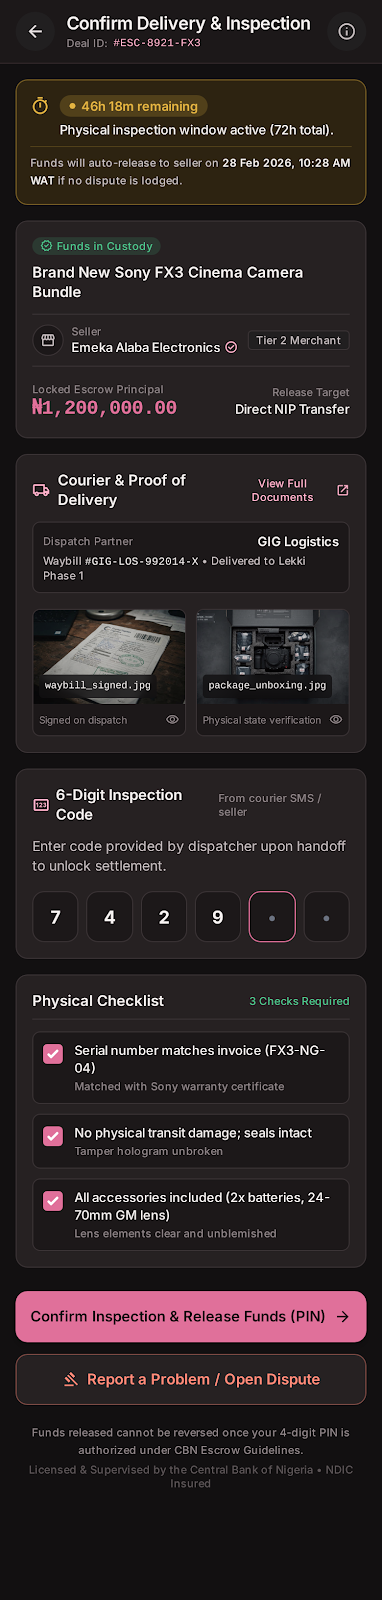 Confirm Delivery & Inspection
Deal ID: #ESC-8921-FX3
46h 18m remaining
Physical inspection window active (72h total).
Funds will auto-release to seller on 28 Feb 2026, 10:28 AM
WAT if no dispute is lodged.
Funds in Custody
Brand New Sony FX3 Cinema Camera
Bundle
Seller
Emeka Alaba Electronics
Tier 2 Merchant
Locked Escrow Principal
₦1,200,000.00
Release Target
Direct NIP Transfer
Courier & Proof of
Delivery
View Full
Documents
Dispatch Partner
GIG Logistics
Waybill #GIG-LOS-992014-X • Delivered to Lekki
Phase 1
waybill_signed.jpg
Signed on dispatch
package_unboxing.jpg
Physical state verification
123
6-Digit Inspection
Code
From courier SMS /
seller
Enter code provided by dispatcher upon handoff
to unlock settlement.
7 4 2 9 • •
Physical Checklist
3 Checks Required
Serial number matches invoice (FX3-NG-
04)
Matched with Sony warranty certificate
No physical transit damage; seals intact
Tamper hologram unbroken
All accessories included (2x batteries, 24-
70mm GM lens)
Lens elements clear and unblemished
Confirm Inspection & Release Funds (PIN)
Report a Problem / Open Dispute
Funds released cannot be reversed once your 4-digit PIN is
authorized under CBN Escrow Guidelines.
Licensed & Supervised by the Central Bank of Nigeria • NDIC
Insured